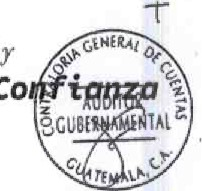 y
Confianza
CONTRALORIA GENERAL DE CUENTAS
AUDITOR
GUBERNAMENTAL
GUATEMALA, C.A.